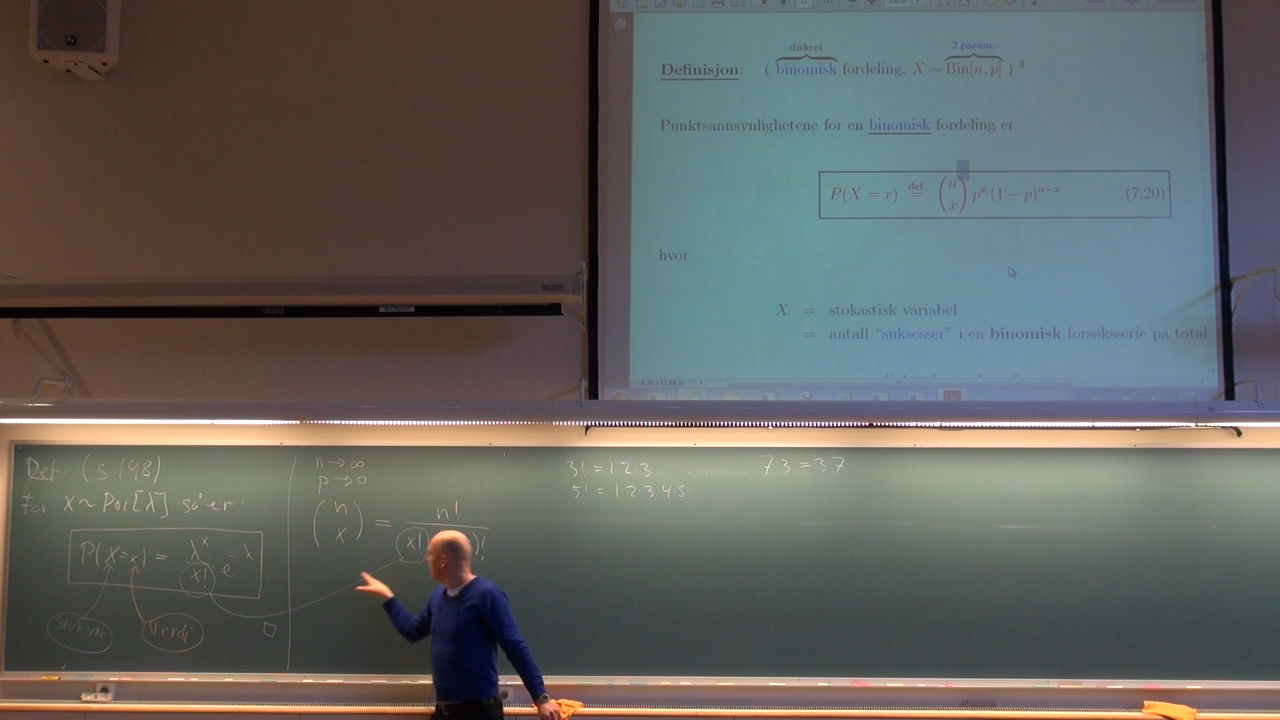 Definisjon: ( binomisk fordeling, X ~ Bin[n, p] ) 3
diskret
2 param.
Punktsannsynlighetene for en binomisk fordeling er
P(X = x) def. = (n x) p^x (1 − p)^{n−x} (7.20)
hvor
X = stokastisk variabel
= antall “suksesser” i en binomisk forsøksserie på total
Def: (s 198)
For X ~ Poi[λ] så er:
P(X=x) = λ^x / x! e^{-λ}
Verdi
n → ∞
p → 0
(n x) = n! / x! )!
3! = 1·2·3
5! = 1·2·3 4 5
7 3 = 3 7